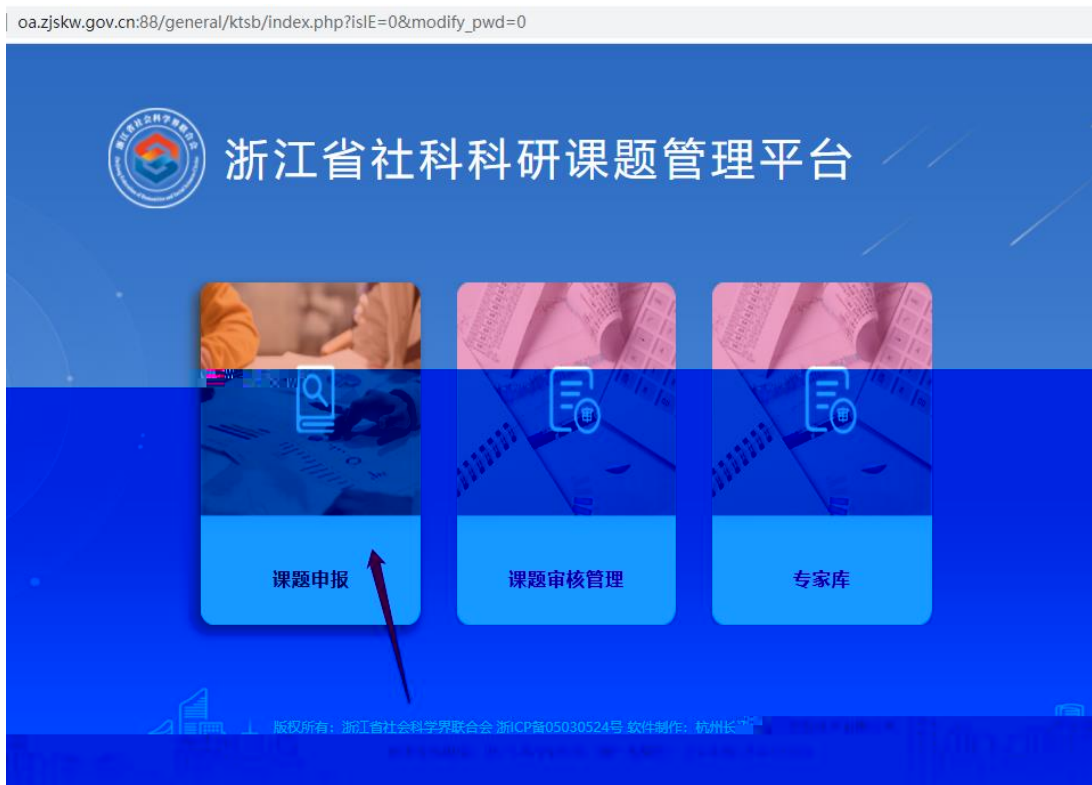 oa.zjskw.gov.cn:88/general/ktsb/index.php?isIE=0&modify_pwd=0
浙江省社科科研课题管理平台
课题申报
课题审核管理
专家库
版权所有：浙江省社会科学界联合会 浙ICP备05030524号 软件制作：杭州长